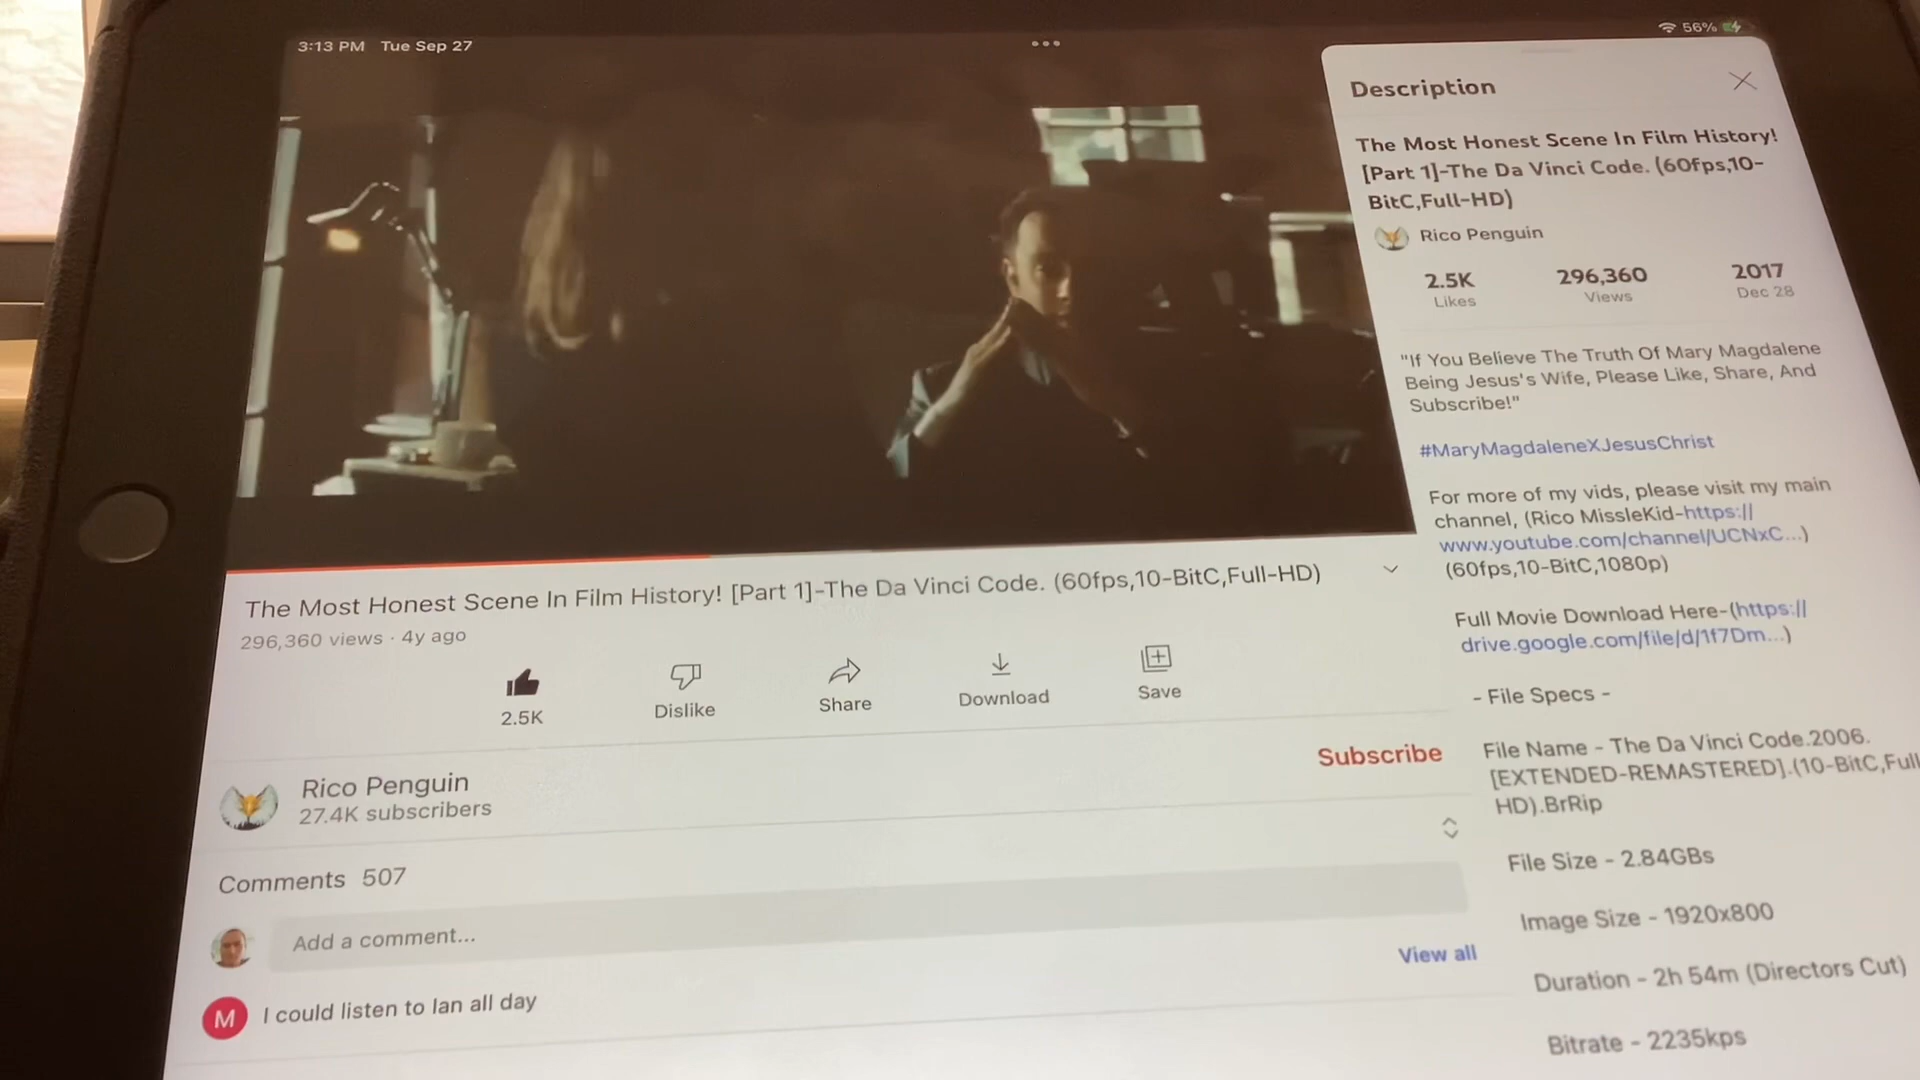 3:13 PM Tue Sep 27
56%
The Most Honest Scene In Film History! [Part 1]-The Da Vinci Code. (60fps,10-BitC,Full-HD)
296,360 views · 4y ago
2.5K
Dislike
Share
Download
Save
Rico Penguin
27.4K subscribers
Subscribe
Comments 507
Add a comment...
View all
M
I could listen to Ian all day
Description
The Most Honest Scene In Film History!
[Part 1]-The Da Vinci Code. (60fps,10-
BitC,Full-HD)
Rico Penguin
2.5K
Likes
296,360
Views
2017
Dec 28
"If You Believe The Truth Of Mary Magdalene
Being Jesus's Wife, Please Like, Share, And
Subscribe!"
#MaryMagdaleneXJesusChrist
For more of my vids, please visit my main
channel, (Rico MissleKid-https://
www.youtube.com/channel/UCNxC...)
(60fps,10-BitC,1080p)
Full Movie Download Here-(https://
drive.google.com/file/d/1f7Dm...)
- File Specs -
File Name - The Da Vinci Code.2006.
[EXTENDED-REMASTERED].(10-BitC,Full
HD).BrRip
File Size - 2.84GBs
Image Size - 1920x800
Duration - 2h 54m (Directors Cut)
Bitrate - 2235kps